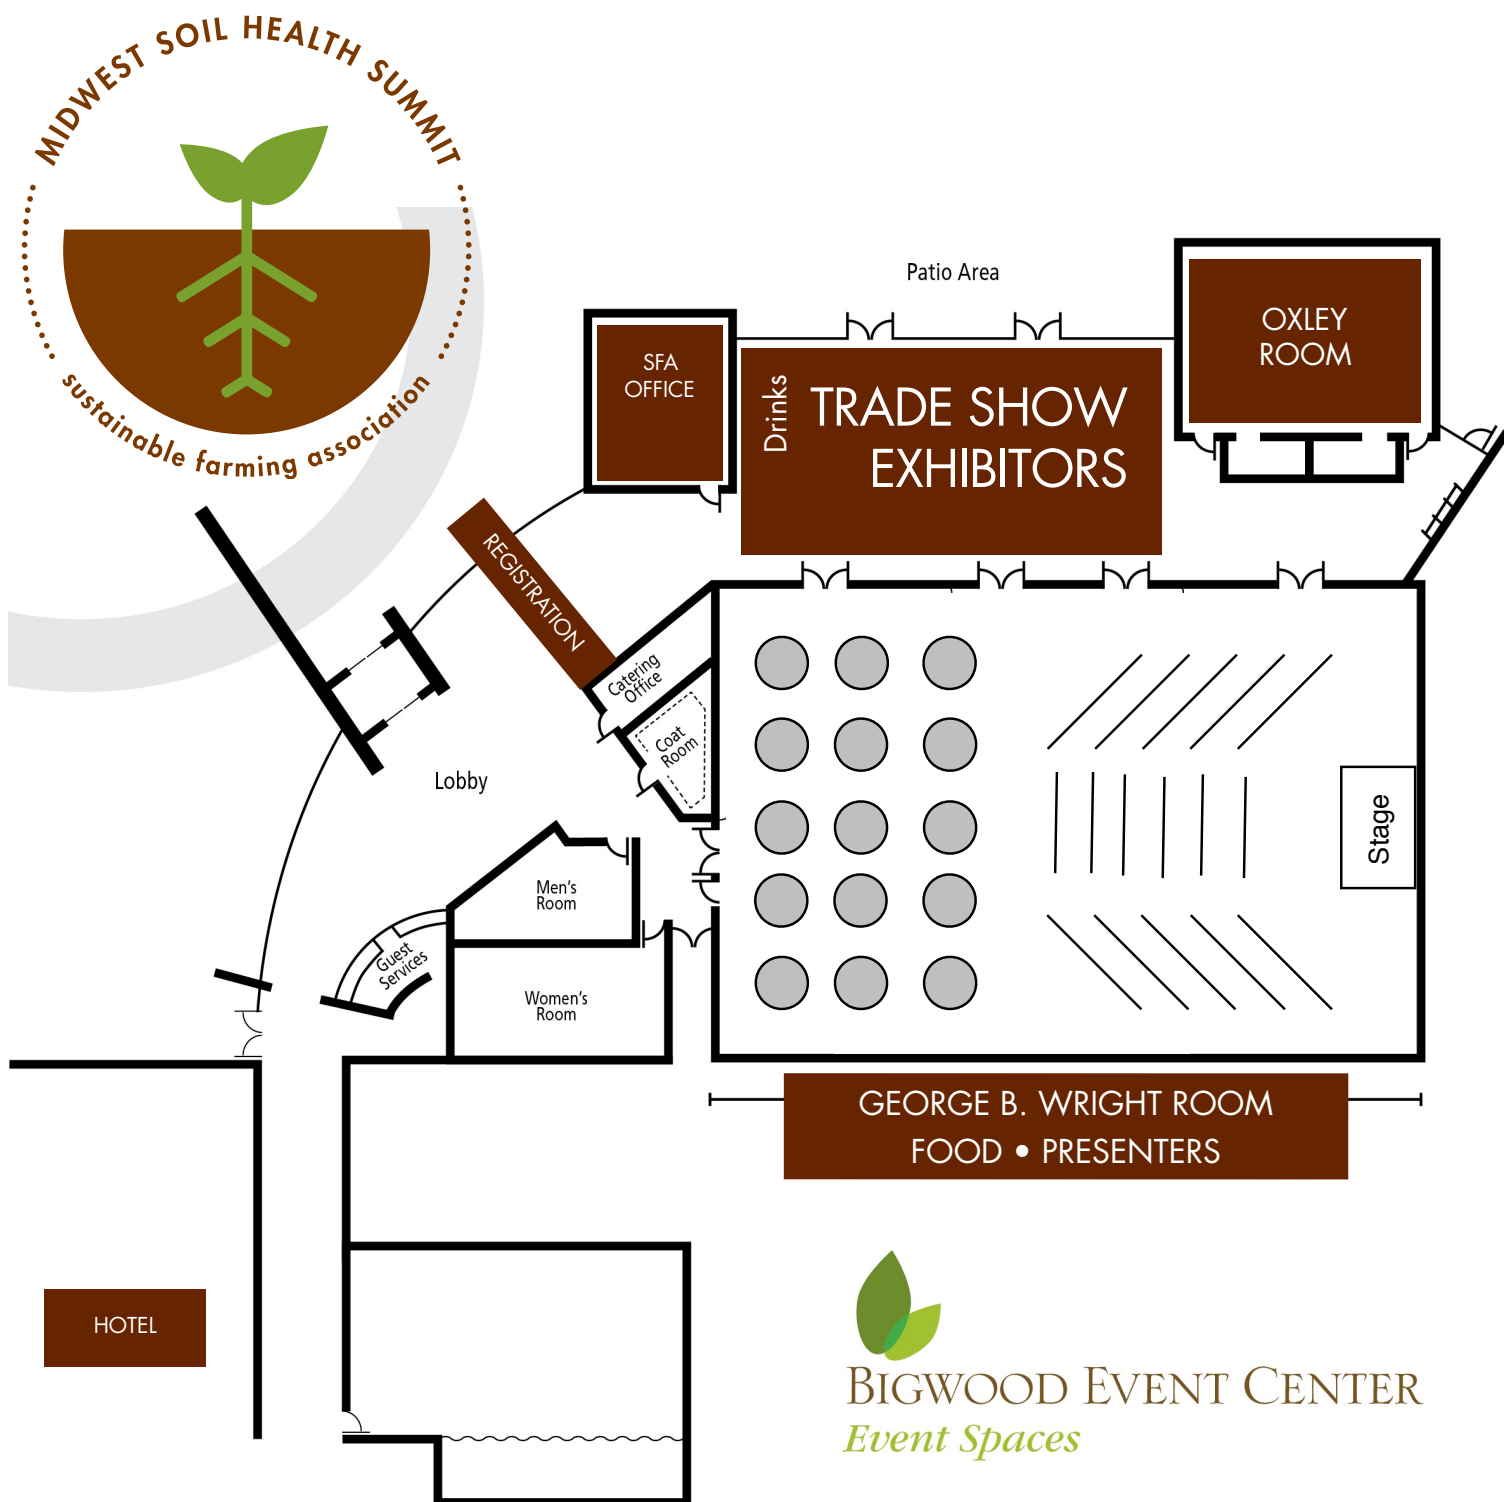 MIDWEST SOIL HEALTH SUMMIT
sustainable farming association
Patio Area
OXLEY
ROOM
SFA
OFFICE
Drinks
TRADE SHOW
EXHIBITORS
REGISTRATION
Catering
Office
Coat
Room
Lobby
Stage
Men's
Room
Guest
Services
Women's
Room
GEORGE B. WRIGHT ROOM
FOOD • PRESENTERS
HOTEL
BIGWOOD EVENT CENTER
Event Spaces